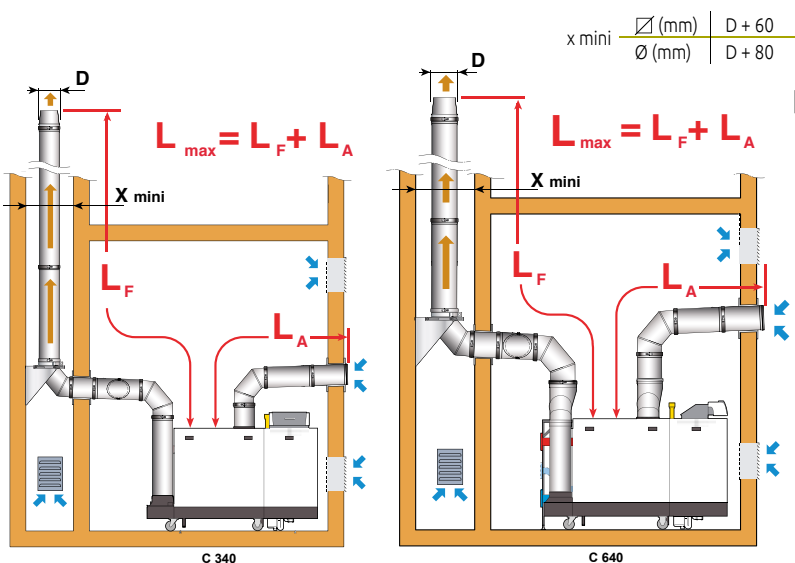 x mini
⍁ (mm) D + 60
Ø (mm) D + 80
D
L max = L F + L A
X mini
L F
L A
C 340
D
L max = L F + L A
X mini
L F
L A
C 640